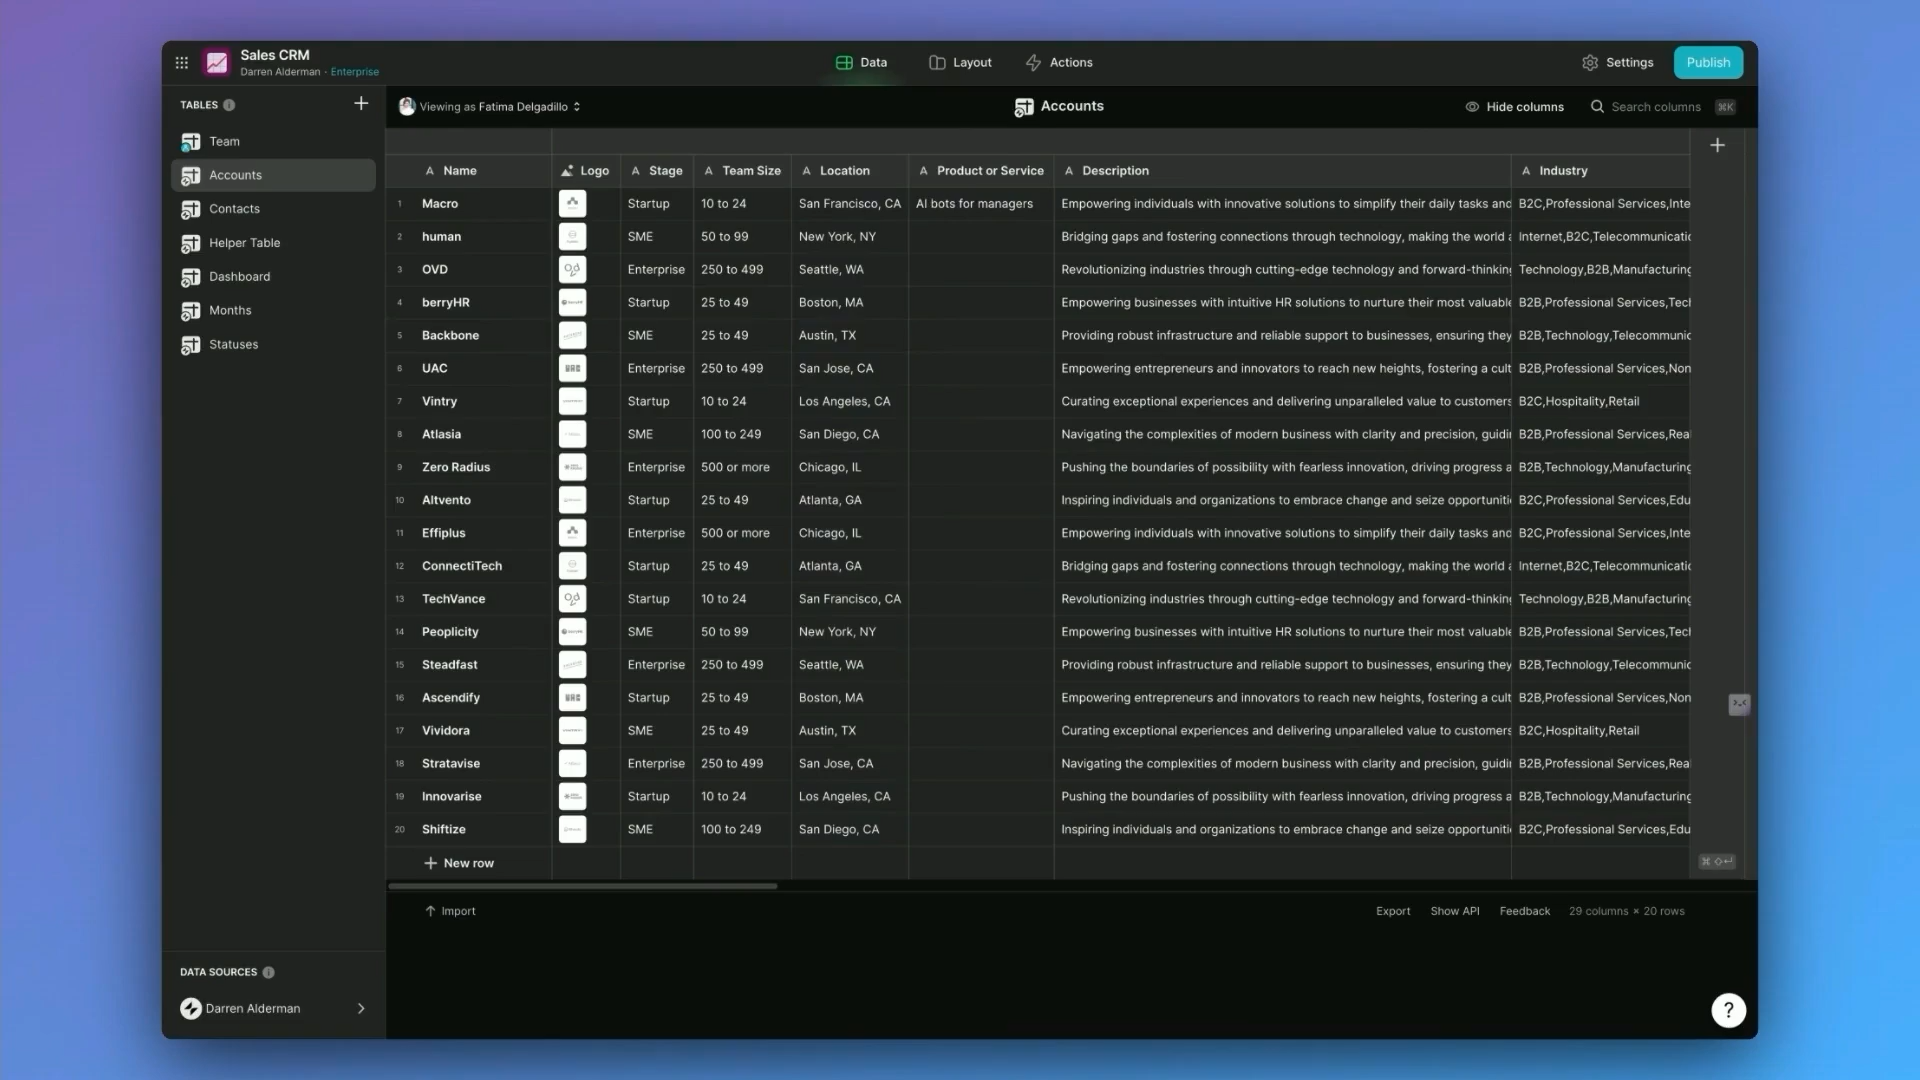 Sales CRM
Darren Alderman · Enterprise
Data
Layout
Actions
Settings
Publish
TABLES
Team
Accounts
Contacts
Helper Table
Dashboard
Months
Statuses
DATA SOURCES
Darren Alderman
Viewing as Fatima Delgadillo
Accounts
Hide columns
Search columns
⌘K
Name Logo Stage Team Size Location Product or Service Description Industry
1 Macro Startup 10 to 24 San Francisco, CA AI bots for managers Empowering individuals with innovative solutions to simplify their daily tasks and B2C,Professional Services,Inte
2 human SME 50 to 99 New York, NY Bridging gaps and fostering connections through technology, making the world a Internet,B2C,Telecommunicatio
3 OVD Enterprise 250 to 499 Seattle, WA Revolutionizing industries through cutting-edge technology and forward-thinking Technology,B2B,Manufacturing
4 berryHR Startup 25 to 49 Boston, MA Empowering businesses with intuitive HR solutions to nurture their most valuable B2B,Professional Services,Tech
5 Backbone SME 25 to 49 Austin, TX Providing robust infrastructure and reliable support to businesses, ensuring they B2B,Technology,Telecommunic
6 UAC Enterprise 250 to 499 San Jose, CA Empowering entrepreneurs and innovators to reach new heights, fostering a cult B2B,Professional Services,Non
7 Vintry Startup 10 to 24 Los Angeles, CA Curating exceptional experiences and delivering unparalleled value to customers B2C,Hospitality,Retail
8 Atlasia SME 100 to 249 San Diego, CA Navigating the complexities of modern business with clarity and precision, guidi B2B,Professional Services,Rea
9 Zero Radius Enterprise 500 or more Chicago, IL Pushing the boundaries of possibility with fearless innovation, driving progress a B2B,Technology,Manufacturing
10 Altvento Startup 25 to 49 Atlanta, GA Inspiring individuals and organizations to embrace change and seize opportuniti B2C,Professional Services,Edu
11 Effiplus Enterprise 500 or more Chicago, IL Empowering individuals with innovative solutions to simplify their daily tasks and B2C,Professional Services,Inte
12 ConnectiTech Startup 25 to 49 Atlanta, GA Bridging gaps and fostering connections through technology, making the world a Internet,B2C,Telecommunicatio
13 TechVance Startup 10 to 24 San Francisco, CA Revolutionizing industries through cutting-edge technology and forward-thinking Technology,B2B,Manufacturing
14 Peoplicity SME 50 to 99 New York, NY Empowering businesses with intuitive HR solutions to nurture their most valuable B2B,Professional Services,Tech
15 Steadfast Enterprise 250 to 499 Seattle, WA Providing robust infrastructure and reliable support to businesses, ensuring they B2B,Technology,Telecommunic
16 Ascendify Startup 25 to 49 Boston, MA Empowering entrepreneurs and innovators to reach new heights, fostering a cult B2B,Professional Services,Non
17 Vividora SME 25 to 49 Austin, TX Curating exceptional experiences and delivering unparalleled value to customers B2C,Hospitality,Retail
18 Stratavise Enterprise 250 to 499 San Jose, CA Navigating the complexities of modern business with clarity and precision, guidi B2B,Professional Services,Rea
19 Innovarise Startup 10 to 24 Los Angeles, CA Pushing the boundaries of possibility with fearless innovation, driving progress a B2B,Technology,Manufacturing
20 Shiftize SME 100 to 249 San Diego, CA Inspiring individuals and organizations to embrace change and seize opportuniti B2C,Professional Services,Edu
New row
Import
Export
Show API
Feedback
29 columns × 20 rows
?